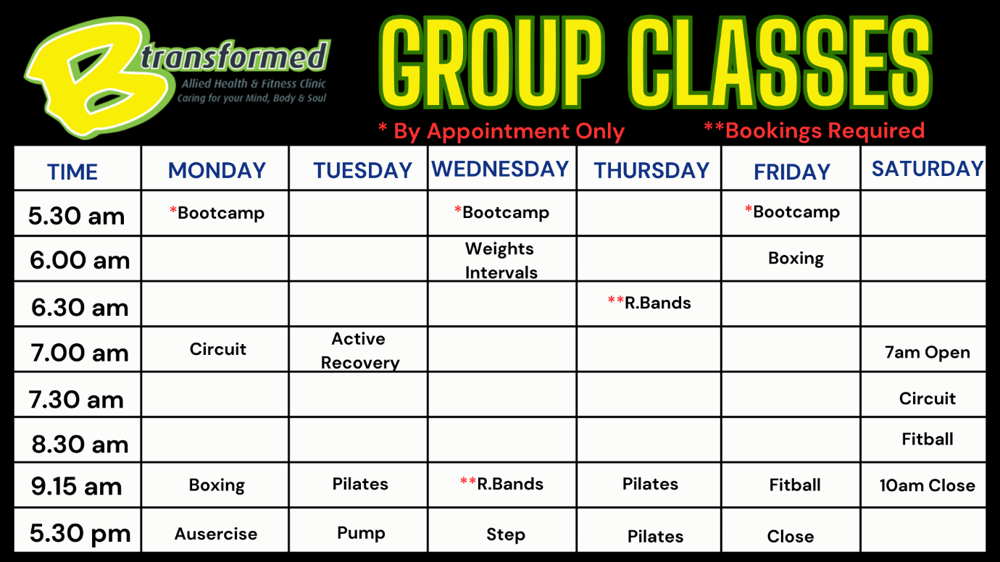 B transformed
Allied Health & Fitness Clinic
Caring for your Mind, Body & Soul
GROUP CLASSES
* By Appointment Only **Bookings Required
TIME MONDAY TUESDAY WEDNESDAY THURSDAY FRIDAY SATURDAY
5.30 am *Bootcamp *Bootcamp *Bootcamp
6.00 am Weights Intervals Boxing
6.30 am **R.Bands
7.00 am Circuit Active Recovery 7am Open
7.30 am Circuit
8.30 am Fitball
9.15 am Boxing Pilates **R.Bands Pilates Fitball 10am Close
5.30 pm Ausercise Pump Step Pilates Close